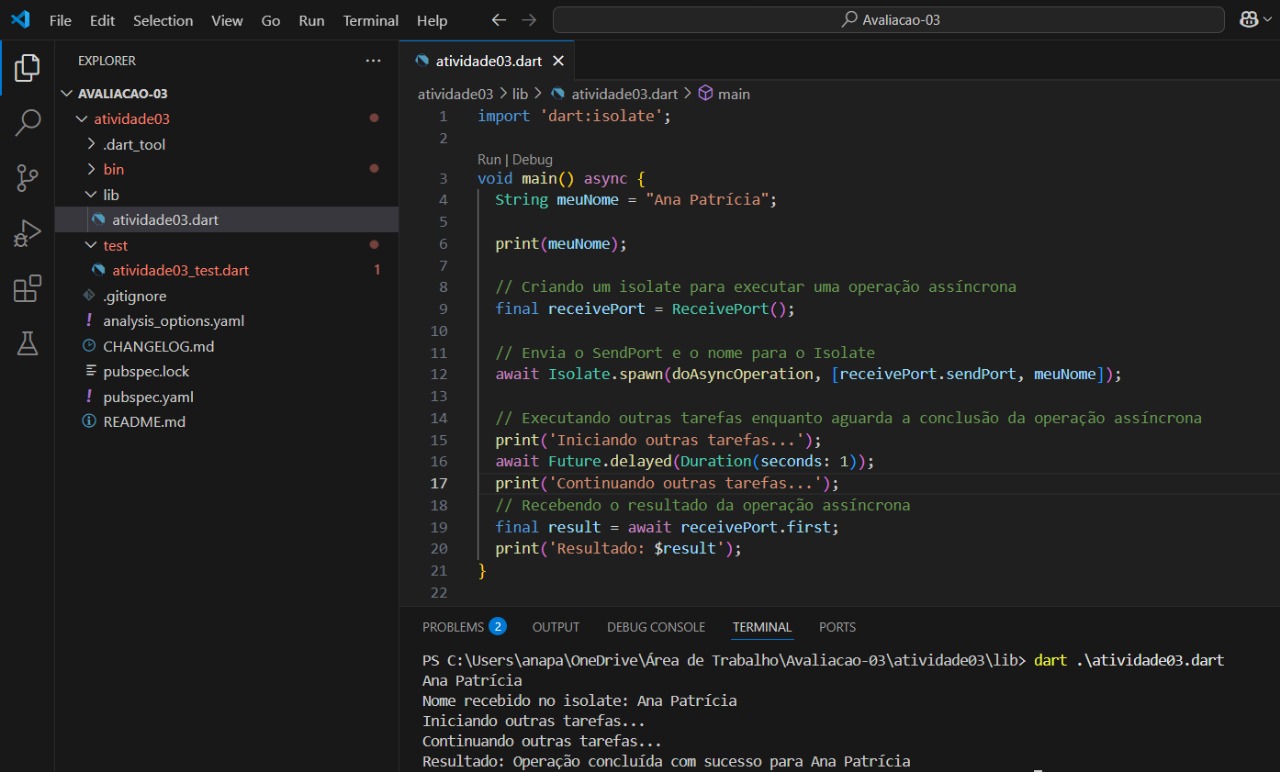 File Edit Selection View Go Run Terminal Help
Avaliacao-03
EXPLORER
AVALIACAO-03
atividade03
.dart_tool
bin
lib
atividade03.dart
test
atividade03_test.dart 1
.gitignore
analysis_options.yaml
CHANGELOG.md
pubspec.lock
pubspec.yaml
README.md
atividade03.dart
atividade03 > lib > atividade03.dart > main
1 import 'dart:isolate';
2
Run | Debug
3 void main() async {
4 String meuNome = "Ana Patrícia";
5
6 print(meuNome);
7
8 // Criando um isolate para executar uma operação assíncrona
9 final receivePort = ReceivePort();
10
11 // Envia o SendPort e o nome para o Isolate
12 await Isolate.spawn(doAsyncOperation, [receivePort.sendPort, meuNome]);
13
14 // Executando outras tarefas enquanto aguarda a conclusão da operação assíncrona
15 print('Iniciando outras tarefas...');
16 await Future.delayed(Duration(seconds: 1));
17 print('Continuando outras tarefas...');
18 // Recebendo o resultado da operação assíncrona
19 final result = await receivePort.first;
20 print('Resultado: $result');
21 }
22
PROBLEMS 2 OUTPUT DEBUG CONSOLE TERMINAL PORTS
PS C:\Users\anapa\OneDrive\Área de Trabalho\Avaliacao-03\atividade03\lib> dart .\atividade03.dart
Ana Patrícia
Nome recebido no isolate: Ana Patrícia
Iniciando outras tarefas...
Continuando outras tarefas...
Resultado: Operação concluída com sucesso para Ana Patrícia